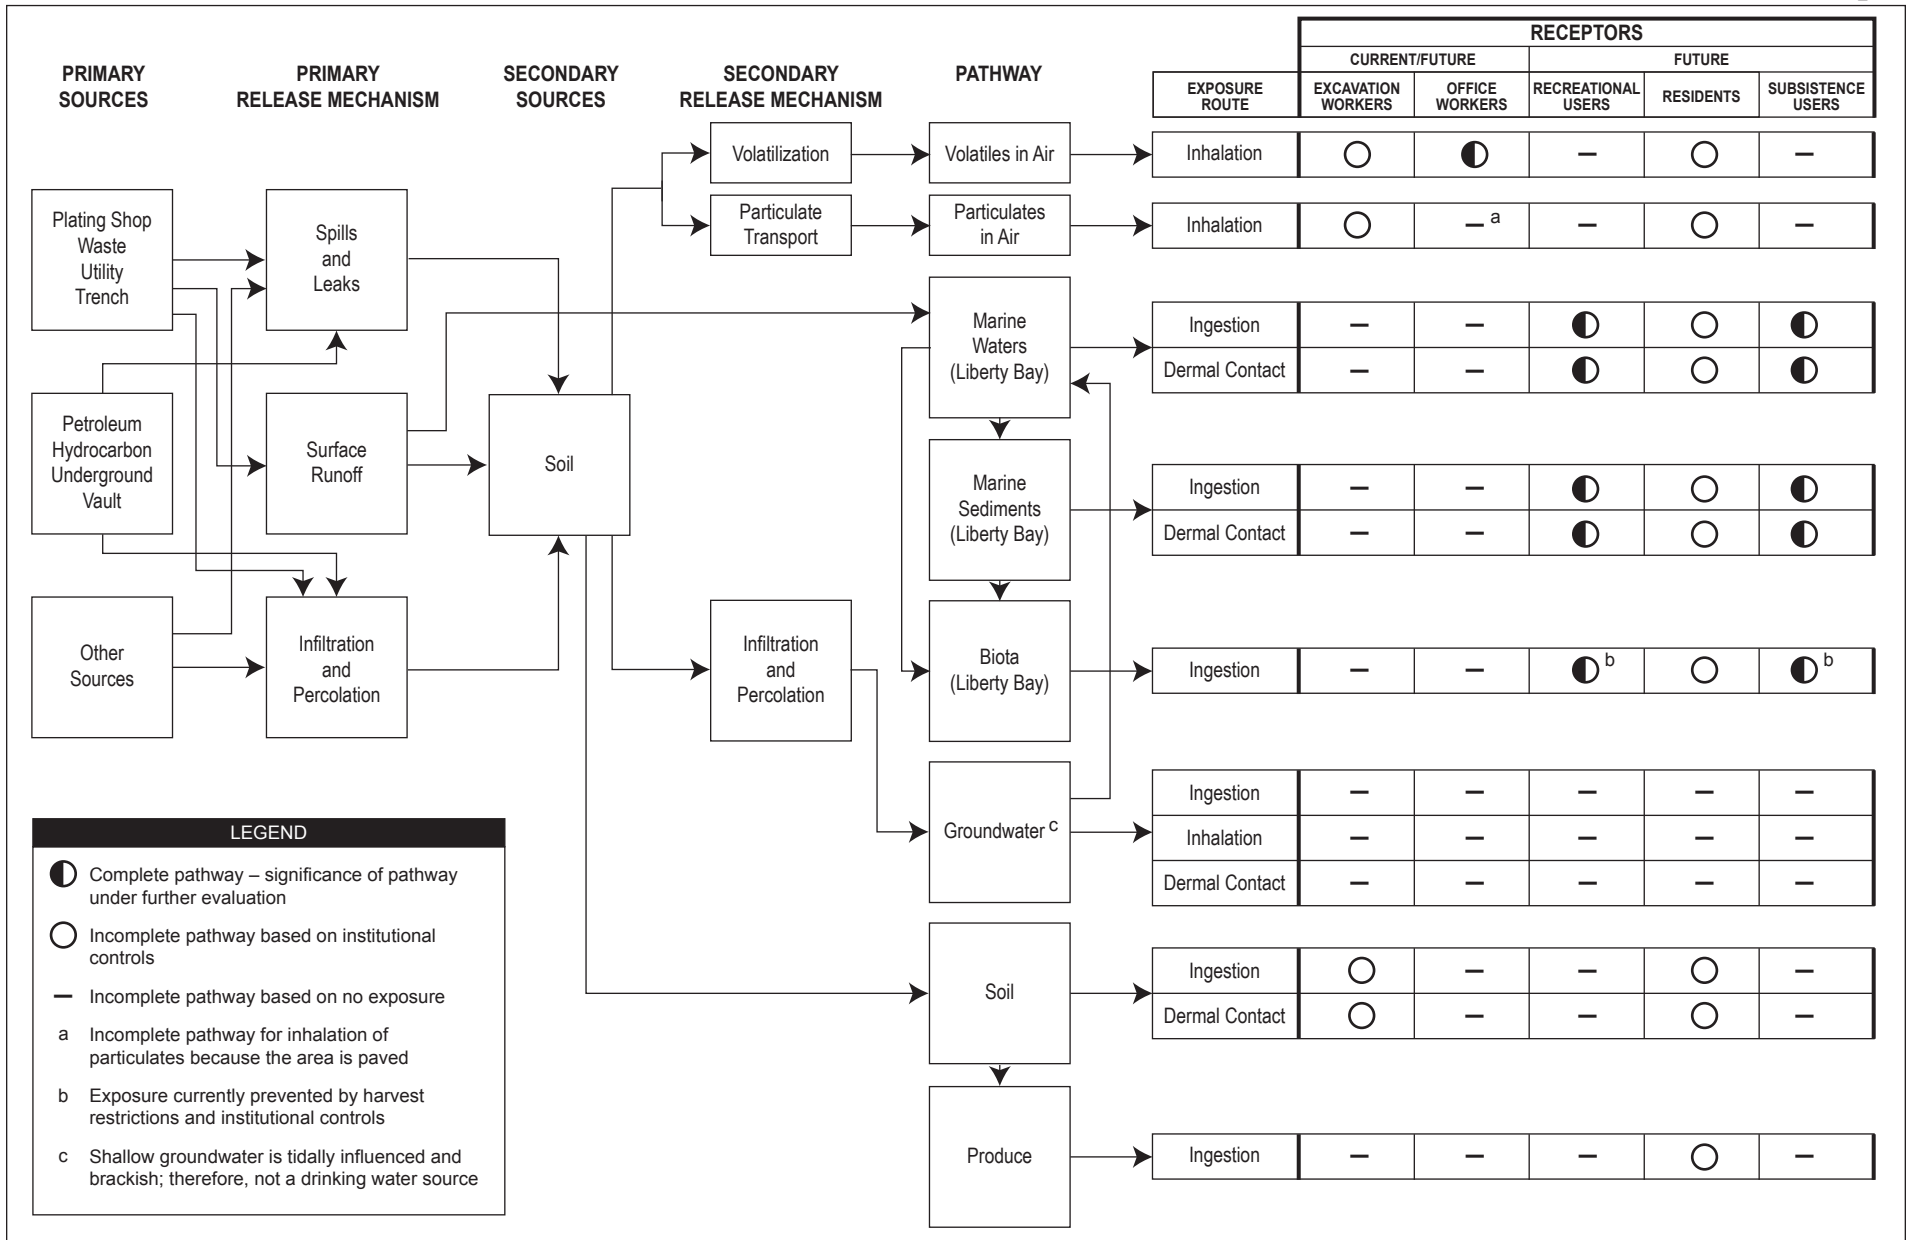 RECEPTORS
CURRENT/FUTURE
FUTURE
PRIMARY
SOURCES
PRIMARY
RELEASE MECHANISM
SECONDARY
SOURCES
SECONDARY
RELEASE MECHANISM
PATHWAY
EXPOSURE
ROUTE
EXCAVATION
WORKERS
OFFICE
WORKERS
RECREATIONAL
USERS
RESIDENTS
SUBSISTENCE
USERS
Plating Shop
Waste
Utility
Trench
Petroleum
Hydrocarbon
Underground
Vault
Other
Sources
Spills
and
Leaks
Surface
Runoff
Infiltration
and
Percolation
Soil
Volatilization
Particulate
Transport
Infiltration
and
Percolation
Volatiles in Air
Inhalation
– –
Particulates
in Air
Inhalation
– a – –
Marine
Waters
(Liberty Bay)
Ingestion
– –
Dermal Contact
– –
Marine
Sediments
(Liberty Bay)
Ingestion
– –
Dermal Contact
– –
Biota
(Liberty Bay)
Ingestion
– – b b
Groundwater c
Ingestion
– – – – –
Inhalation
– – – – –
Dermal Contact
– – – – –
Soil
Ingestion
– – –
Dermal Contact
– – –
Produce
Ingestion
– – – –
LEGEND
Complete pathway – significance of pathway
under further evaluation
Incomplete pathway based on institutional
controls
– Incomplete pathway based on no exposure
a Incomplete pathway for inhalation of
particulates because the area is paved
b Exposure currently prevented by harvest
restrictions and institutional controls
c Shallow groundwater is tidally influenced and
brackish; therefore, not a drinking water source